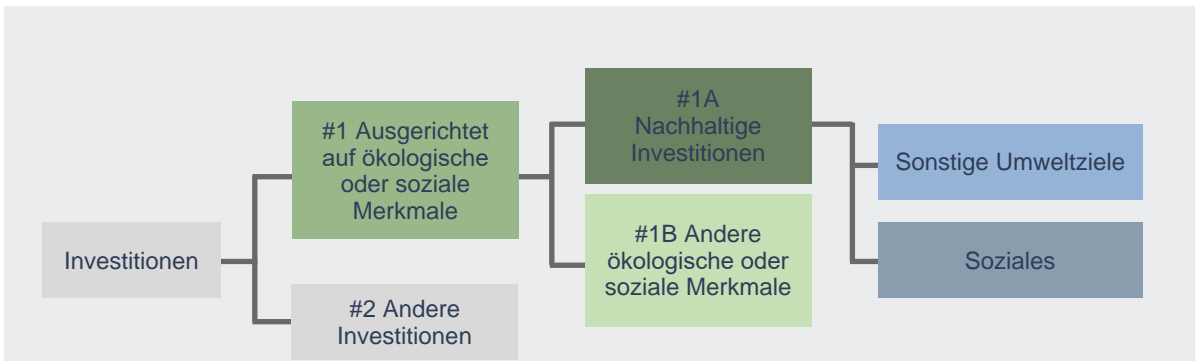 Investitionen
#1 Ausgerichtet
auf ökologische
oder soziale
Merkmale
#2 Andere
Investitionen
#1A
Nachhaltige
Investitionen
#1B Andere
ökologische oder
soziale Merkmale
Sonstige Umweltziele
Soziales